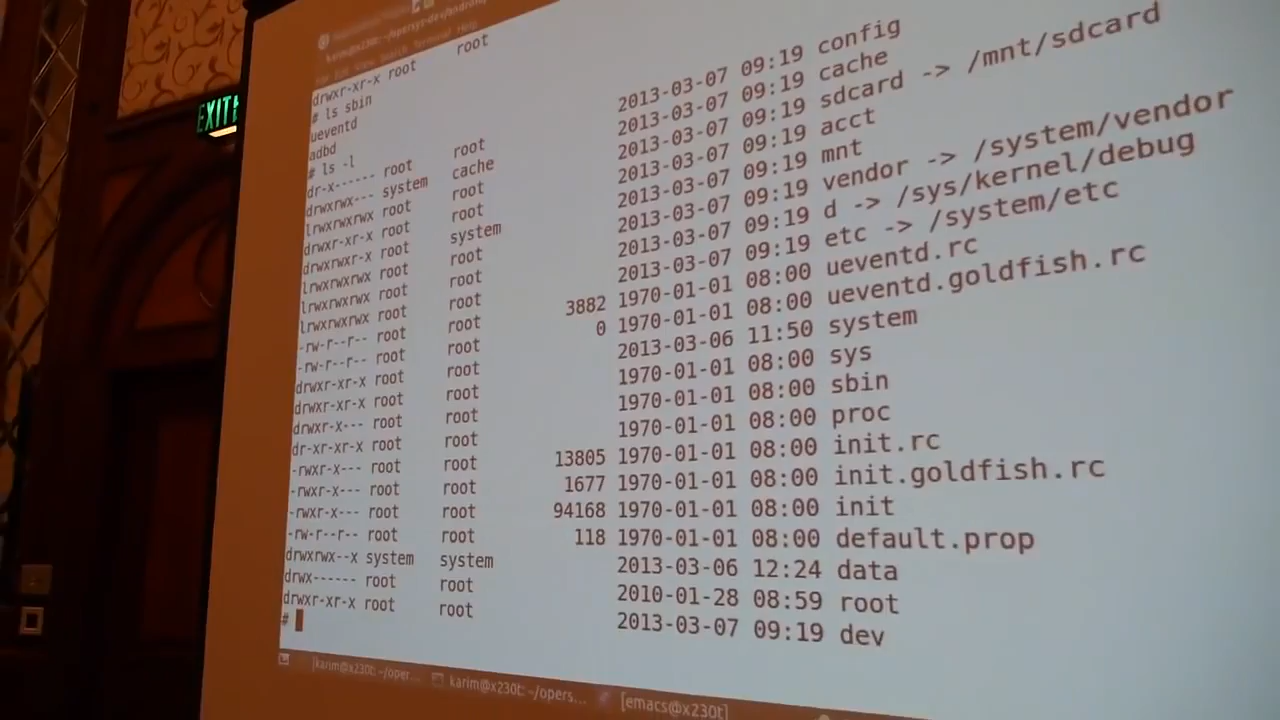 EXIT
karim@x230t: ~/opersys-dev/android
drwxr-xr-x root root
# ls sbin
ueventd
adbd
# ls -l
dr-x------ root root 2013-03-07 09:19 config
drwxrwx--- system cache 2013-03-07 09:19 cache
lrwxrwxrwx root root 2013-03-07 09:19 sdcard -> /mnt/sdcard
drwxr-xr-x root root 2013-03-07 09:19 acct
drwxrwxr-x root system 2013-03-07 09:19 mnt
lrwxrwxrwx root root 2013-03-07 09:19 vendor -> /system/vendor
lrwxrwxrwx root root 2013-03-07 09:19 d -> /sys/kernel/debug
lrwxrwxrwx root root 2013-03-07 09:19 etc -> /system/etc
-rw-r--r-- root root 3882 1970-01-01 08:00 ueventd.rc
-rw-r--r-- root root 0 1970-01-01 08:00 ueventd.goldfish.rc
drwxr-xr-x root root 2013-03-06 11:50 system
drwxr-xr-x root root 1970-01-01 08:00 sys
drwxr-x--- root root 1970-01-01 08:00 sbin
dr-xr-xr-x root root 1970-01-01 08:00 proc
-rwxr-x--- root root 13805 1970-01-01 08:00 init.rc
-rwxr-x--- root root 1677 1970-01-01 08:00 init.goldfish.rc
-rwxr-x--- root root 94168 1970-01-01 08:00 init
-rw-r--r-- root root 118 1970-01-01 08:00 default.prop
drwxrwx--x system system 2013-03-06 12:24 data
drwx------ root root 2010-01-28 08:59 root
drwxr-xr-x root root 2013-03-07 09:19 dev
#
[karim@x230t: ~/oper... karim@x230t: ~/opers... [emacs@x230t]